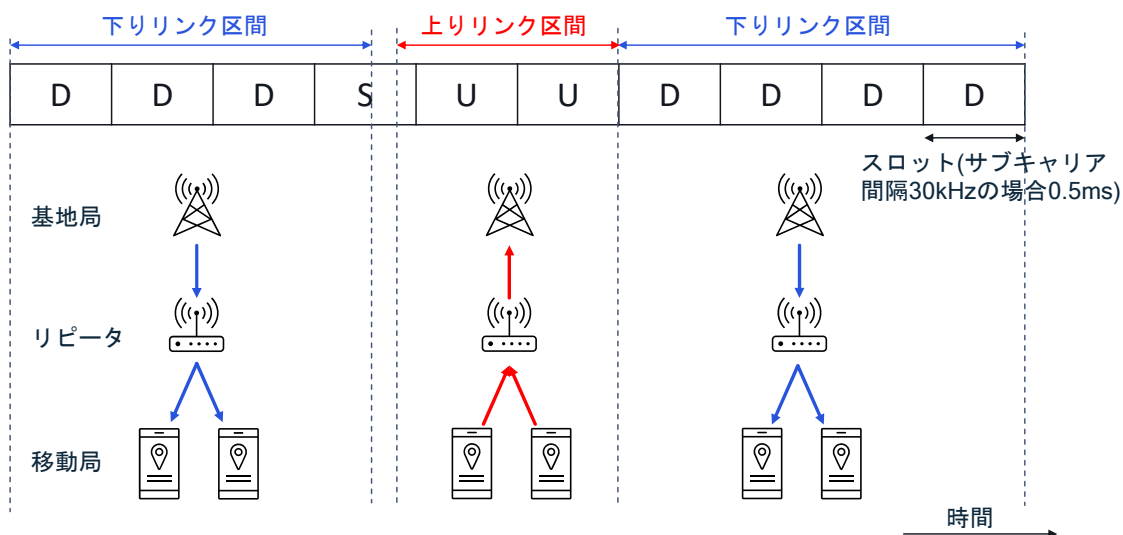 下りリンク区間 上りリンク区間 下りリンク区間
D D D S U U D D D D
スロット(サブキャリア
間隔30kHzの場合0.5ms)
基地局
リピータ
移動局
時間